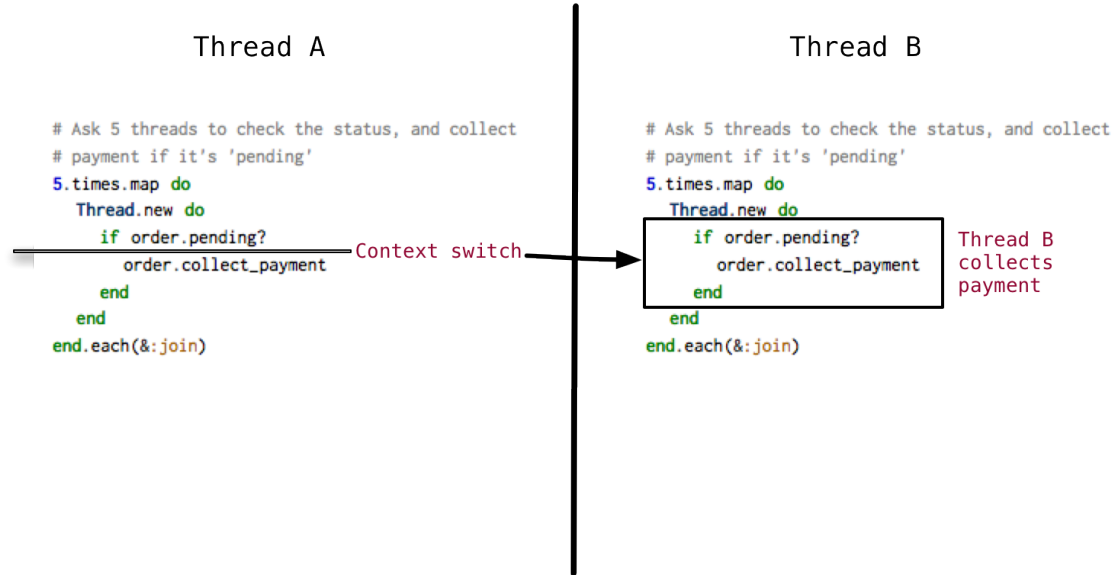 Thread A
# Ask 5 threads to check the status, and collect
# payment if it's 'pending'
5.times.map do
Thread.new do
if order.pending?
Context switch
order.collect_payment
end
end
end.each(&:join)
Thread B
# Ask 5 threads to check the status, and collect
# payment if it's 'pending'
5.times.map do
Thread.new do
if order.pending?
order.collect_payment
end
end
end.each(&:join)
Thread B
collects
payment